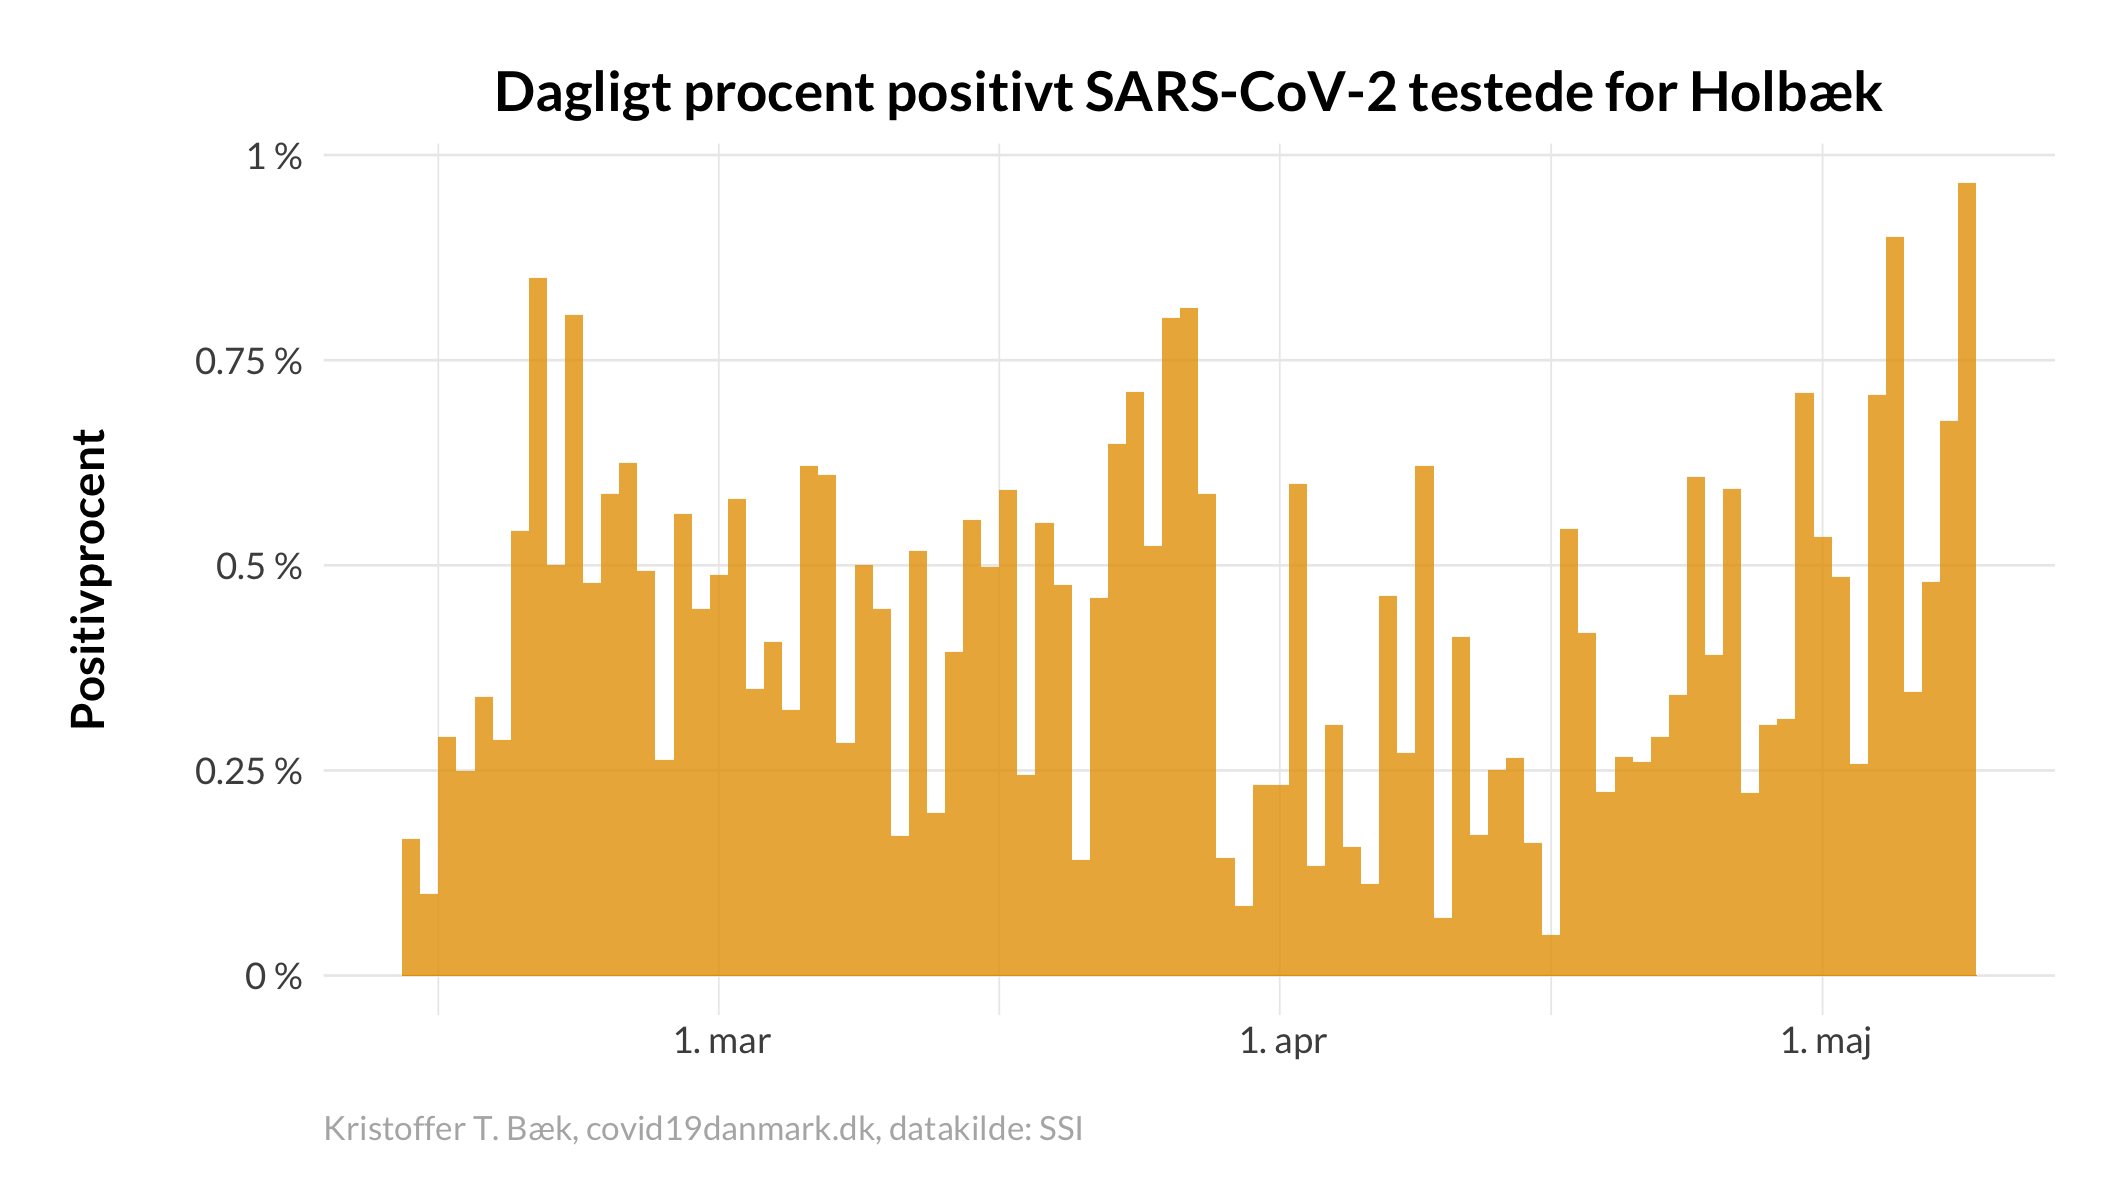 Dagligt procent positivt SARS-CoV-2 testede for Holbæk
Positivprocent
1 %
0.75 %
0.5 %
0.25 %
0 %
1. mar
1. apr
1. maj
Kristoffer T. Bæk, covid19danmark.dk, datakilde: SSI